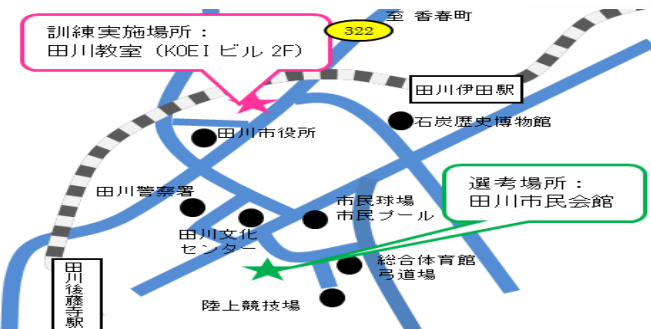 至 香春町
322
訓練実施場所：
田川教室（KOEI ビル 2F）
田川伊田駅
石炭歴史博物館
田川市役所
選考場所：
田川市民会館
田川警察署
市民球場
市民プール
田川文化
センター
総合体育館
弓道場
陸上競技場
田川後藤寺駅